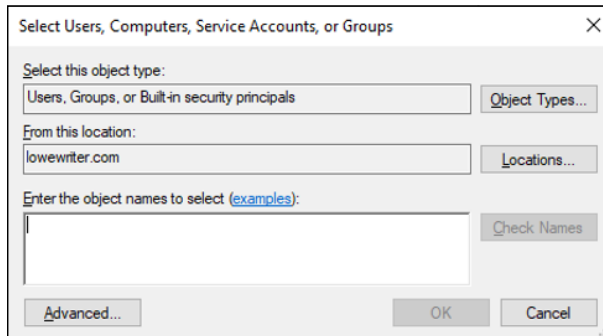 Select Users, Computers, Service Accounts, or Groups
Select this object type:
Users, Groups, or Built-in security principals
Object Types...
From this location:
lowewriter.com
Locations...
Enter the object names to select (examples):
Check Names
Advanced...
OK
Cancel